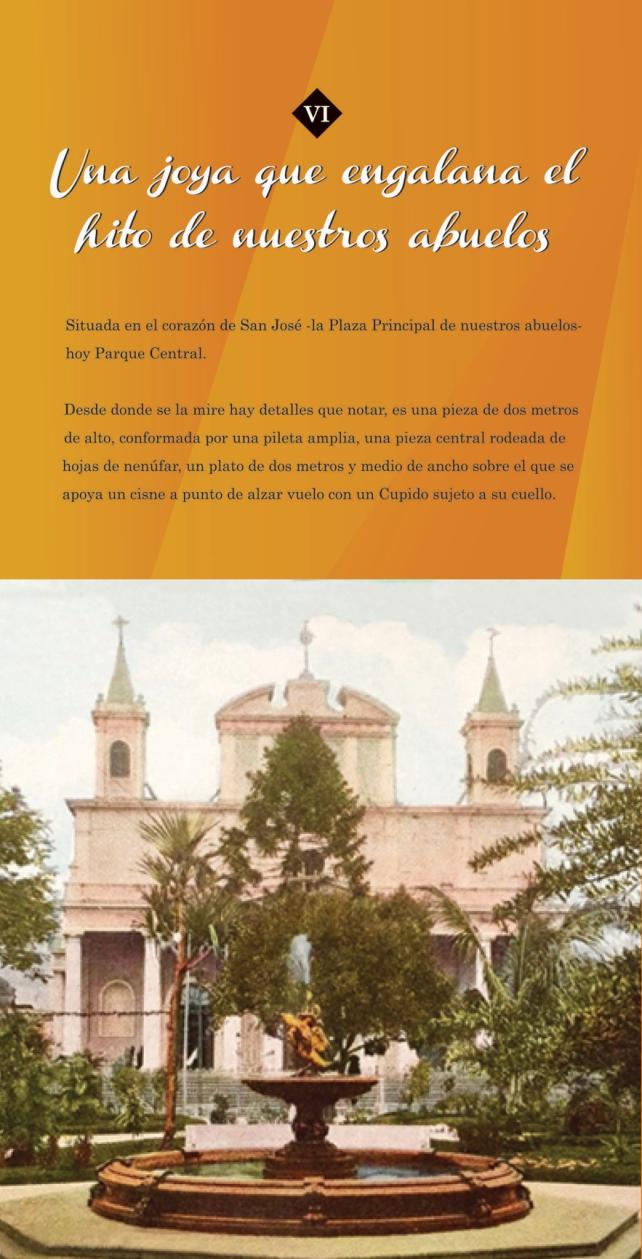 VI
Una joya que engalana el
hito de nuestros abuelos
Situada en el corazón de San José -la Plaza Principal de nuestros abuelos-
hoy Parque Central.
Desde donde se la mire hay detalles que notar, es una pieza de dos metros
de alto, conformada por una pileta amplia, una pieza central rodeada de
hojas de nenúfar, un plato de dos metros y medio de ancho sobre el que se
apoya un cisne a punto de alzar vuelo con un Cupido sujeto a su cuello.